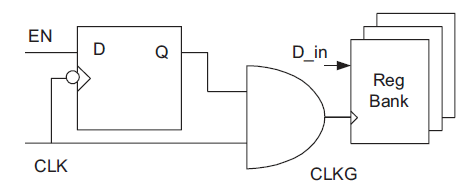 EN
D
Q
D_in
Reg
Bank
CLK
CLKG